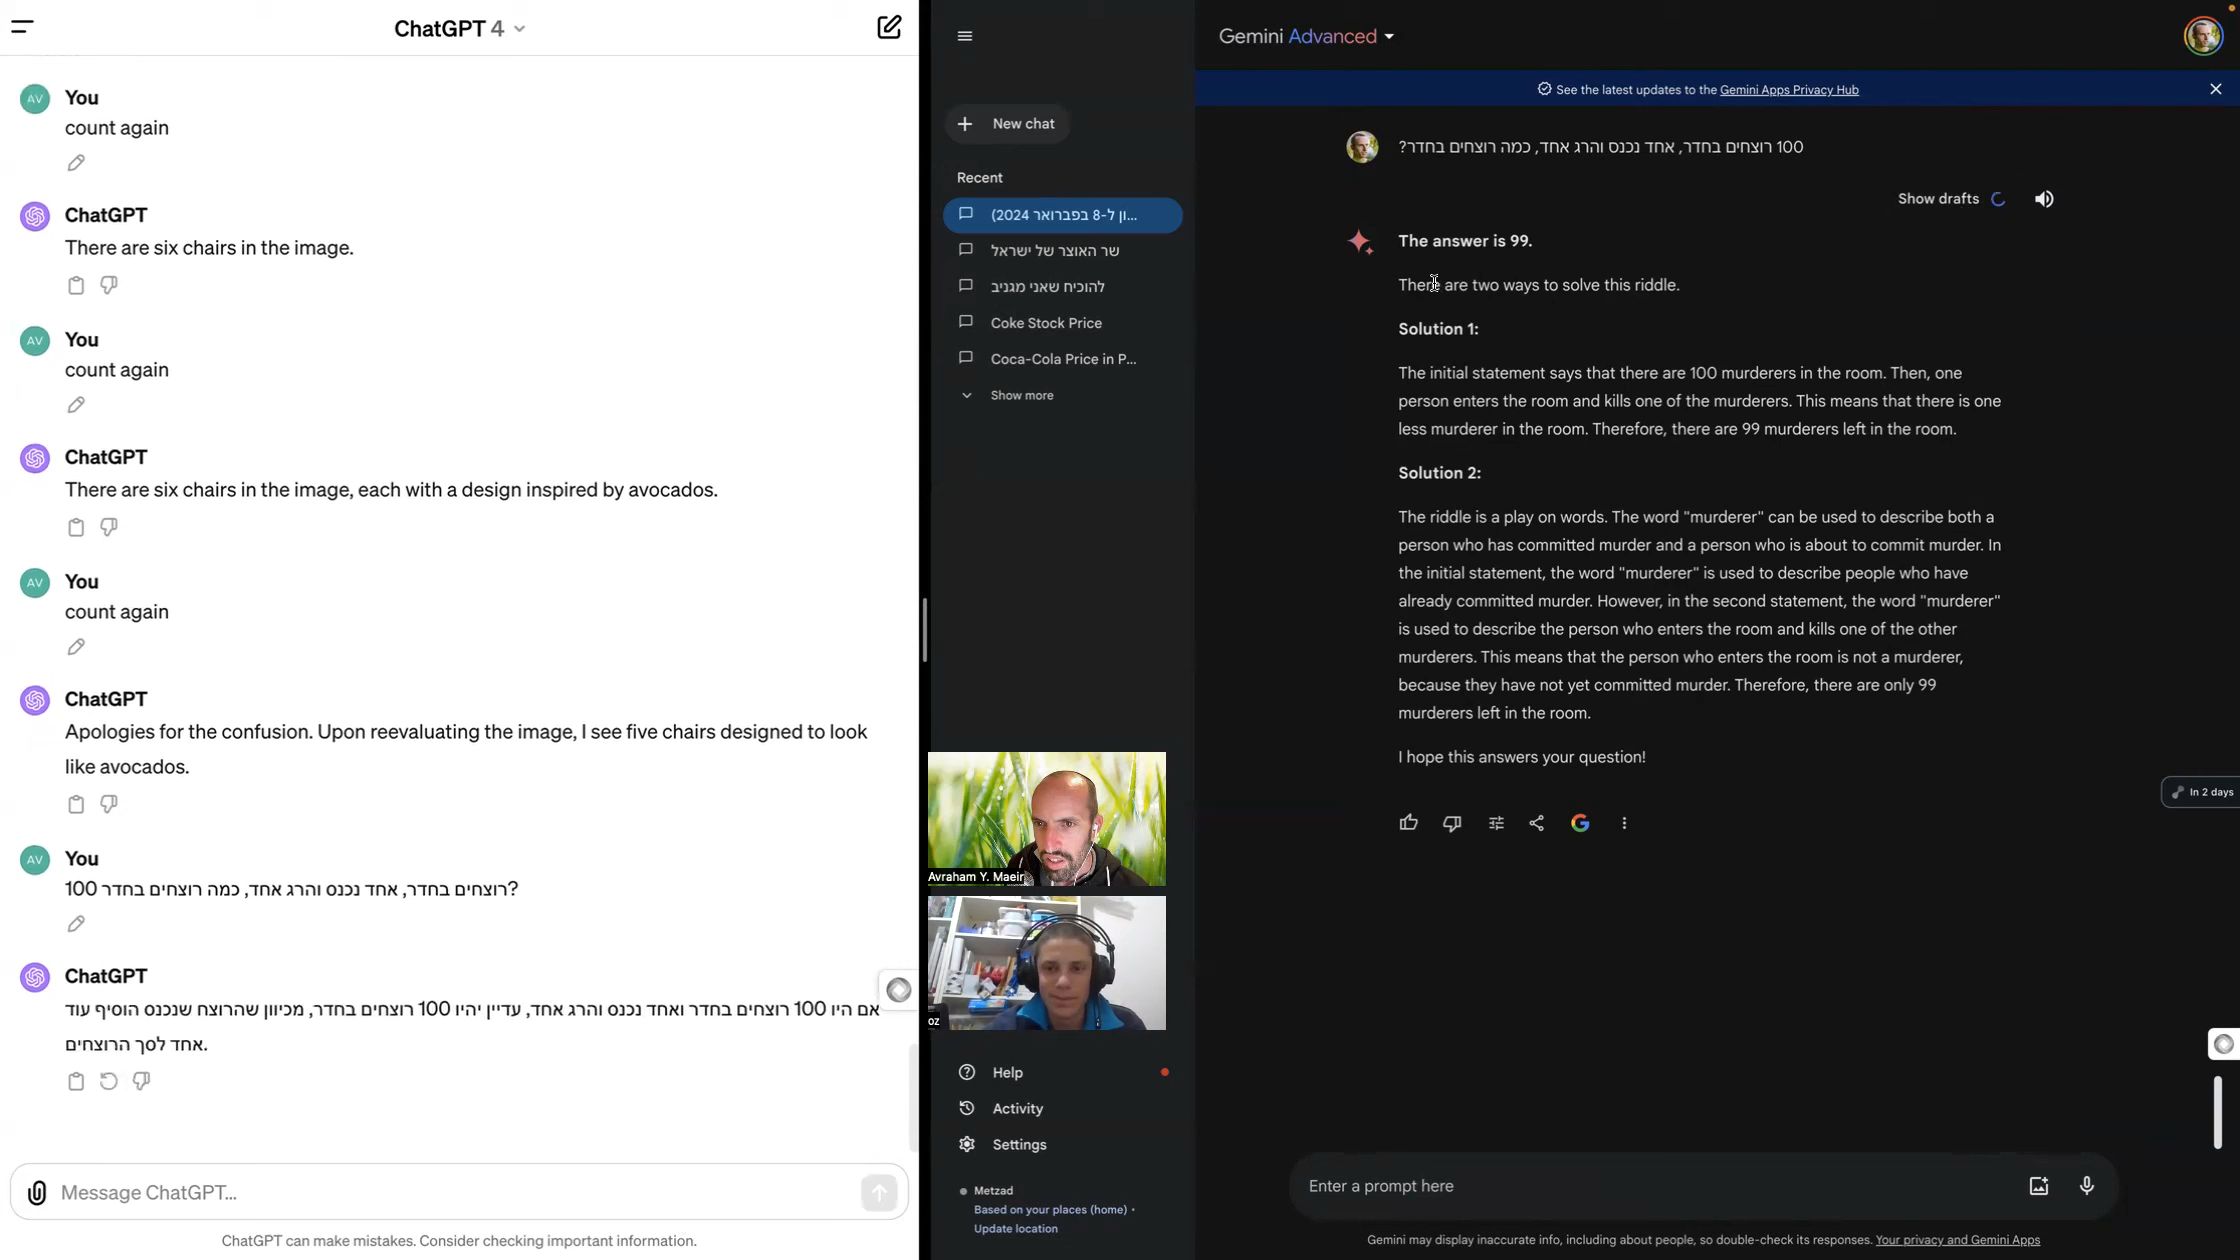 ChatGPT 4
AV
You
count again
ChatGPT
There are six chairs in the image.
AV
You
count again
ChatGPT
There are six chairs in the image, each with a design inspired by avocados.
AV
You
count again
ChatGPT
Apologies for the confusion. Upon reevaluating the image, I see five chairs designed to look
like avocados.
AV
You
100 רוצחים בחדר, אחד נכנס והרג אחד, כמה רוצחים בחדר?
ChatGPT
אם היו 100 רוצחים בחדר ואחד נכנס והרג אחד, עדיין יהיו 100 רוצחים בחדר, מכיוון שהרוצח שנכנס הוסיף עוד
אחד לסך הרוצחים.
Message ChatGPT...
ChatGPT can make mistakes. Consider checking important information.
New chat
Recent
(2024 ון ל-8 בפברואר...
שר האוצר של ישראל
להוכיח שאני מגניב
Coke Stock Price
Coca-Cola Price in P...
Show more
Avraham Y. Maeir
oz
Help
Activity
Settings
Metzad
Based on your places (home) •
Update location
Gemini Advanced
See the latest updates to the Gemini Apps Privacy Hub
100 רוצחים בחדר, אחד נכנס והרג אחד, כמה רוצחים בחדר?
Show drafts
The answer is 99.
There are two ways to solve this riddle.
Solution 1:
The initial statement says that there are 100 murderers in the room. Then, one
person enters the room and kills one of the murderers. This means that there is one
less murderer in the room. Therefore, there are 99 murderers left in the room.
Solution 2:
The riddle is a play on words. The word "murderer" can be used to describe both a
person who has committed murder and a person who is about to commit murder. In
the initial statement, the word "murderer" is used to describe people who have
already committed murder. However, in the second statement, the word "murderer"
is used to describe the person who enters the room and kills one of the other
murderers. This means that the person who enters the room is not a murderer,
because they have not yet committed murder. Therefore, there are only 99
murderers left in the room.
I hope this answers your question!
In 2 days
Enter a prompt here
Gemini may display inaccurate info, including about people, so double-check its responses. Your privacy and Gemini Apps